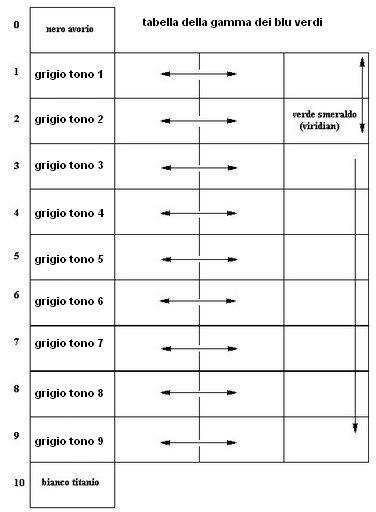 tabella della gamma dei blu verdi
0 nero avorio
1 grigio tono 1
2 grigio tono 2 verde smeraldo
(viridian)
3 grigio tono 3
4 grigio tono 4
5 grigio tono 5
6 grigio tono 6
7 grigio tono 7
8 grigio tono 8
9 grigio tono 9
10 bianco titanio